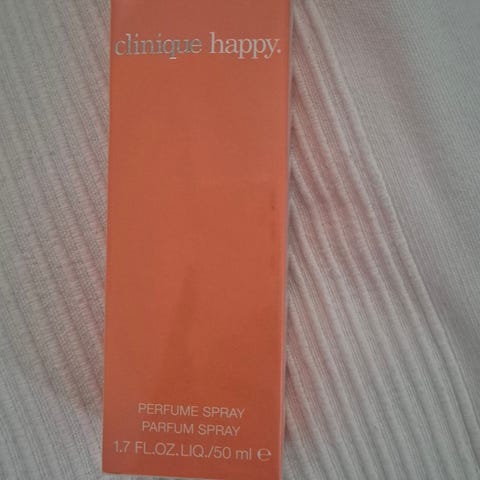 clinique happy.
PERFUME SPRAY
PARFUM SPRAY
1.7 FL.OZ.LIQ./50 ml ℮